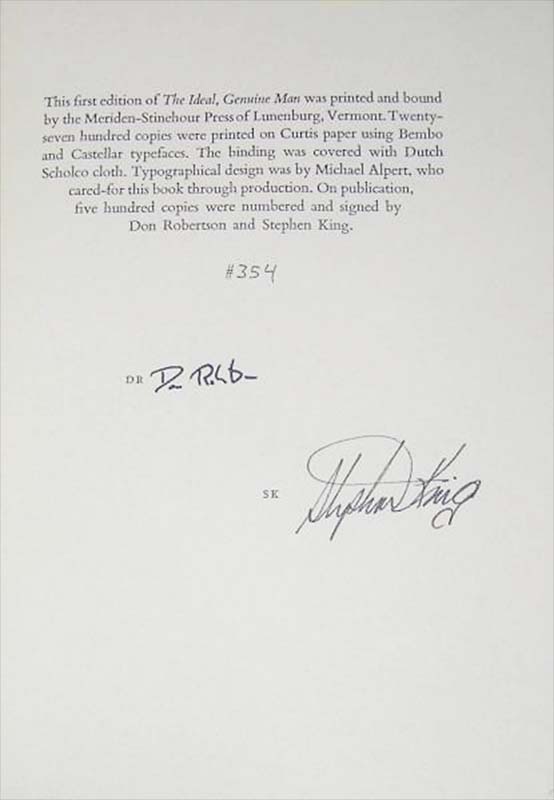 This first edition of The Ideal, Genuine Man was printed and bound
by the Meriden-Stinehour Press of Lunenburg, Vermont. Twenty-
seven hundred copies were printed on Curtis paper using Bembo
and Castellar typefaces. The binding was covered with Dutch
Scholco cloth. Typographical design was by Michael Alpert, who
cared-for this book through production. On publication,
five hundred copies were numbered and signed by
Don Robertson and Stephen King.
#354
DR Don Robertson
SK Stephen King